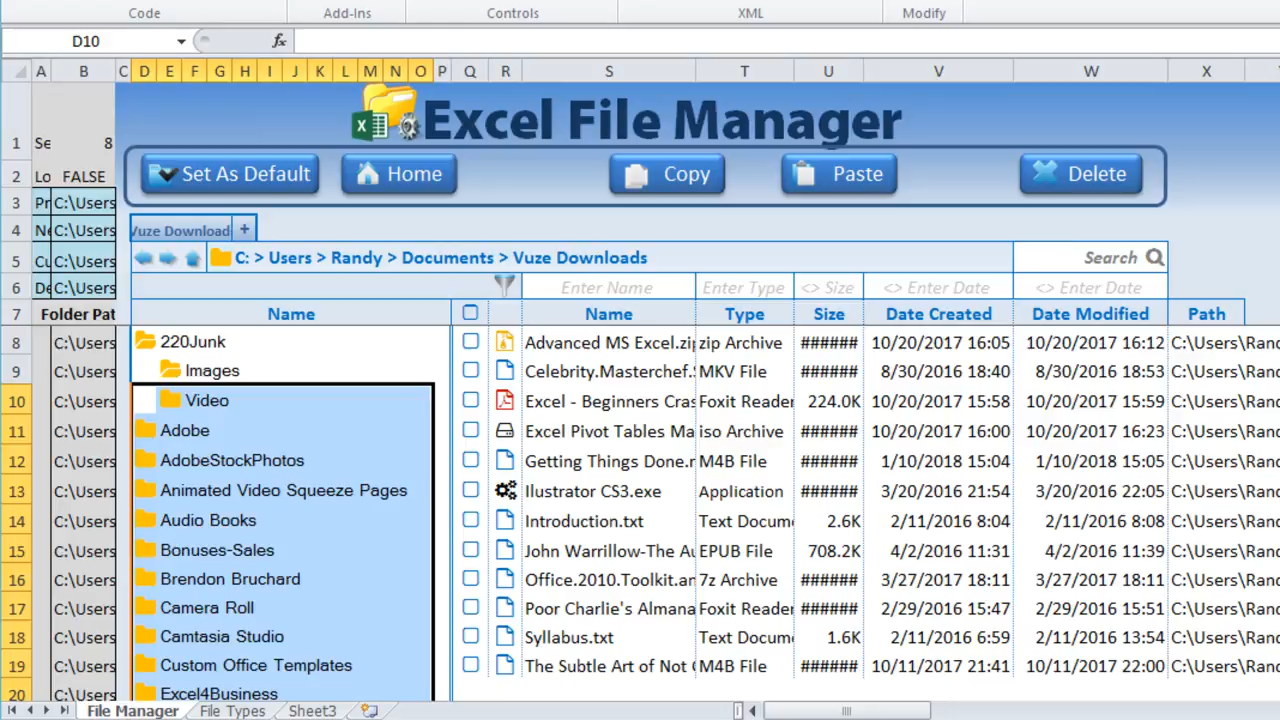 Code Add-Ins Controls XML Modify
D10 fx
A B C D E F G H I J K L M N O P Q R S T U V W X
Excel File Manager
1 Se 8
Set As Default Home Copy Paste Delete
2 Lo FALSE
3 Pr C:\Users
4 Ne C:\Users Vuze Download +
5 Cu C:\Users C: > Users > Randy > Documents > Vuze Downloads Search
6 De C:\Users Enter Name Enter Type <> Size <> Enter Date <> Enter Date
7 Folder Pat Name Name Type Size Date Created Date Modified Path
8 C:\Users 220Junk Advanced MS Excel.zip zip Archive ###### 10/20/2017 16:05 10/20/2017 16:12 C:\Users\Rand
9 C:\Users Images Celebrity.Masterchef.S MKV File ###### 8/30/2016 18:40 8/30/2016 18:53 C:\Users\Rand
10 C:\Users Video Excel - Beginners Cras Foxit Reader 224.0K 10/20/2017 15:58 10/20/2017 15:59 C:\Users\Rand
11 C:\Users Adobe Excel Pivot Tables Ma iso Archive ###### 10/20/2017 16:00 10/20/2017 16:23 C:\Users\Rand
12 C:\Users AdobeStockPhotos Getting Things Done.m M4B File ###### 1/10/2018 15:04 1/10/2018 15:05 C:\Users\Rand
13 C:\Users Animated Video Squeeze Pages Ilustrator CS3.exe Application ###### 3/20/2016 21:54 3/20/2016 22:05 C:\Users\Rand
14 C:\Users Audio Books Introduction.txt Text Docum 2.6K 2/11/2016 8:04 2/11/2016 8:08 C:\Users\Rand
15 C:\Users Bonuses-Sales John Warrillow-The Au EPUB File 708.2K 4/2/2016 11:31 4/2/2016 11:39 C:\Users\Rand
16 C:\Users Brendon Bruchard Office.2010.Toolkit.an 7z Archive ###### 3/27/2016 18:11 3/27/2016 18:11 C:\Users\Rand
17 C:\Users Camera Roll Poor Charlie's Almana Foxit Reader ###### 2/29/2016 15:47 2/29/2016 15:51 C:\Users\Rand
18 C:\Users Camtasia Studio Syllabus.txt Text Docum 1.6K 2/11/2016 6:59 2/11/2016 13:54 C:\Users\Rand
19 C:\Users Custom Office Templates The Subtle Art of Not M4B File ###### 10/11/2017 21:41 10/11/2017 22:00 C:\Users\Rand
20 C:\Users Excel4Business
File Manager File Types Sheet3